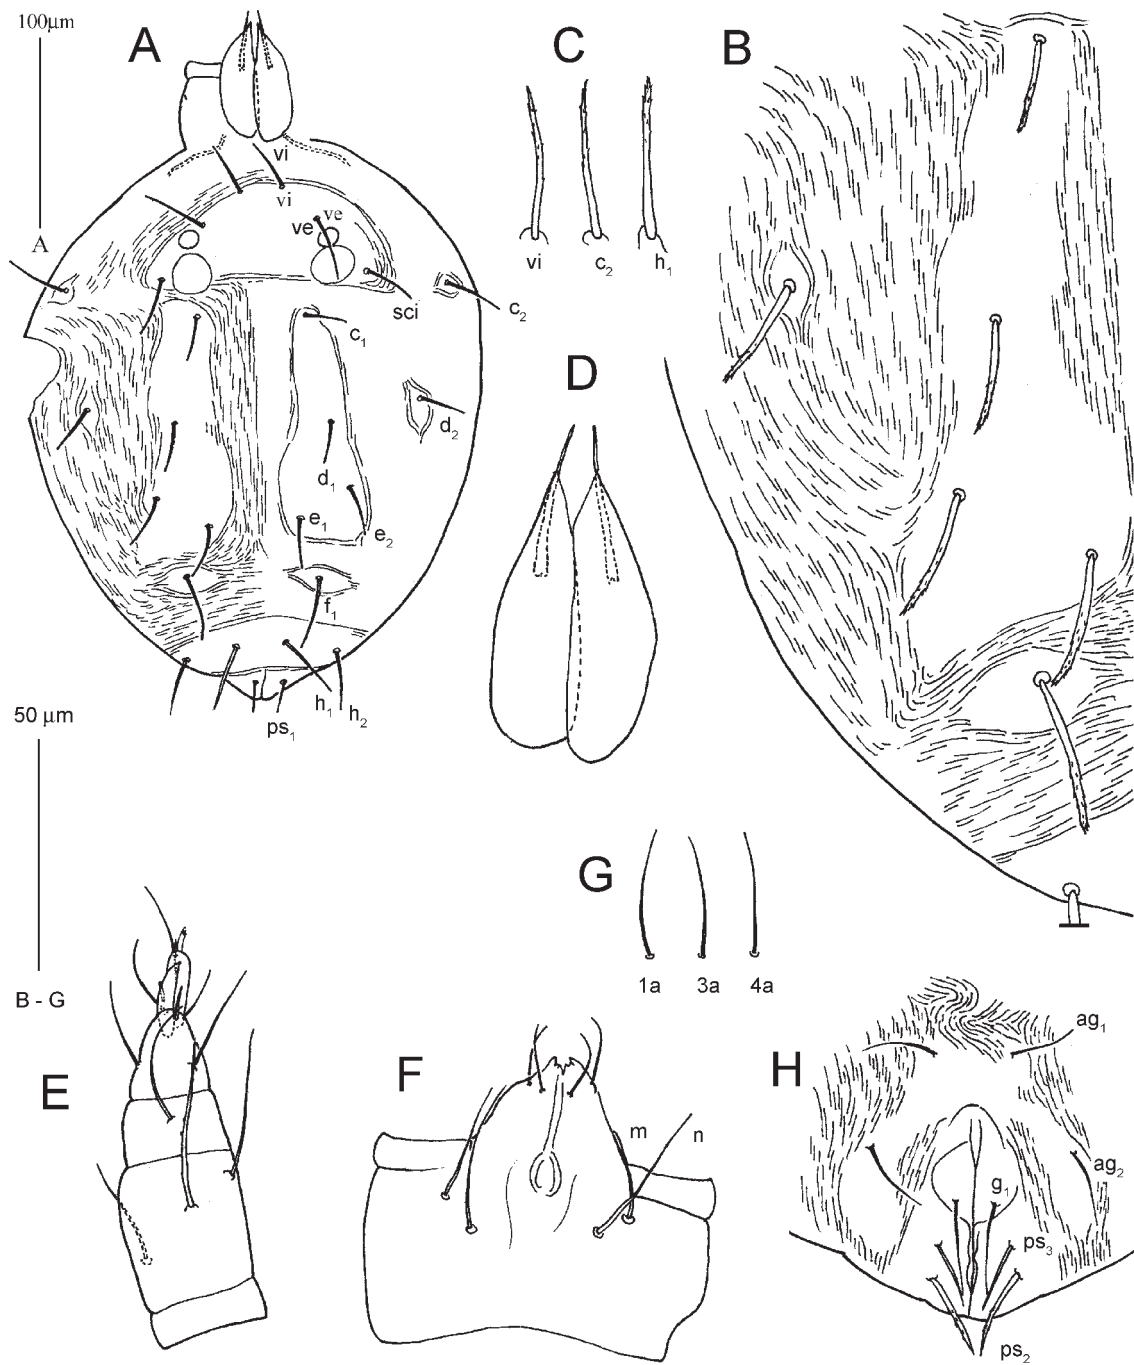 100µm
A
C
B
vi
vi
ve
ve
A
sci
c₂
c₁
d₂
d₁
e₁
e₂
f₁
h₁
h₂
ps₁
vi
c₂
h₁
D
50 µm
B - G
G
1a
3a
4a
E
F
m
n
H
ag₁
ag₂
g₁
ps₃
ps₂